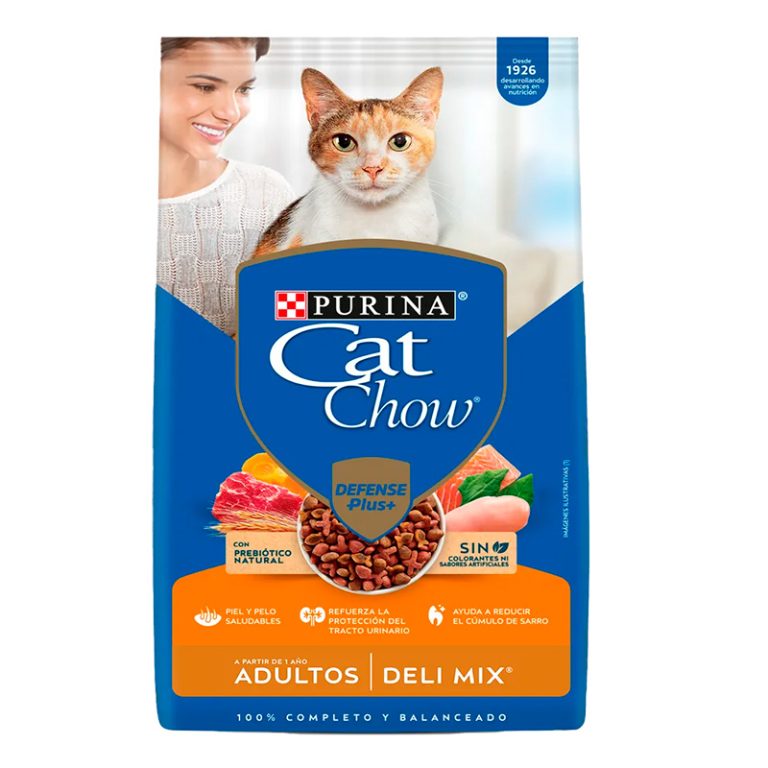 Desde
1926
desarrollando
avances en
nutrición
PURINA®
Cat
Chow®
DEFENSE
Plus+
CON
PREBIÓTICO
NATURAL
SIN
COLORANTES NI
SABORES ARTIFICIALES
IMÁGENES ILUSTRATIVAS (1)
PIEL Y PELO
SALUDABLES
REFUERZA LA
PROTECCIÓN DEL
TRACTO URINARIO
AYUDA A REDUCIR
EL CÚMULO DE SARRO
A PARTIR DE 1 AÑO
ADULTOS | DELI MIX®
100% COMPLETO Y BALANCEADO